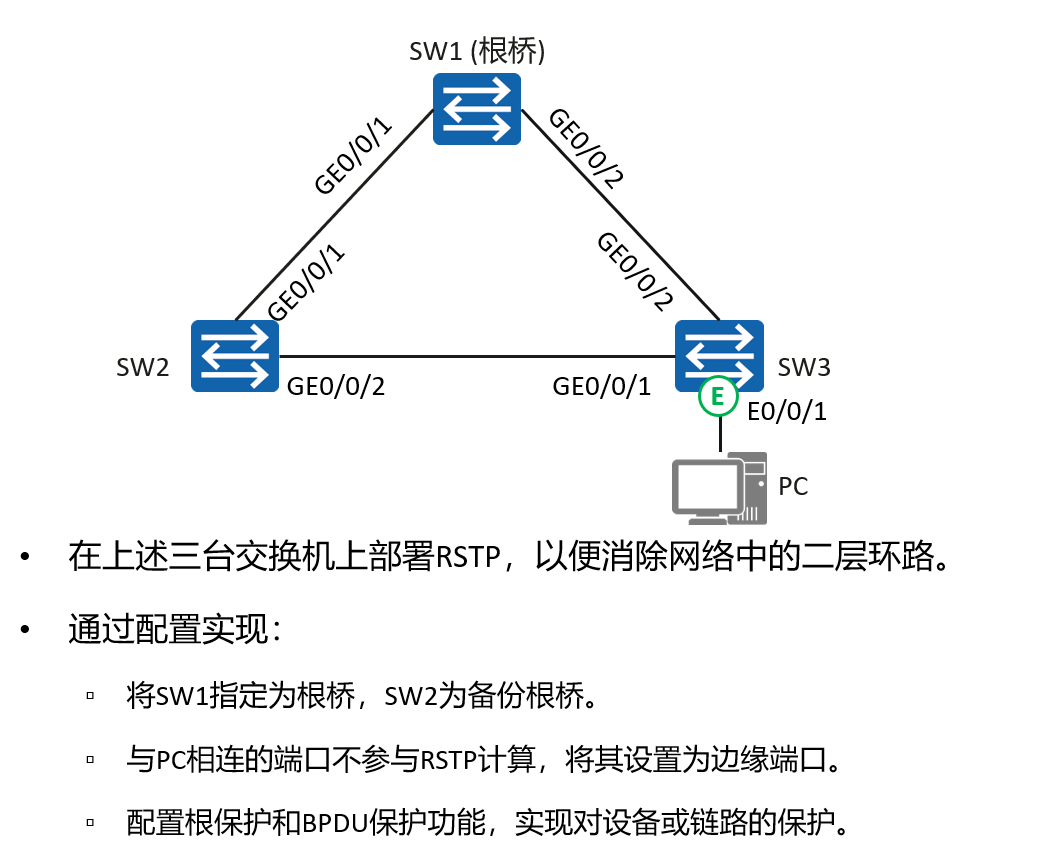 SW1 (根桥)
GE0/0/1
GE0/0/2
GE0/0/1
GE0/0/2
SW2
SW3
GE0/0/2
GE0/0/1
E
E0/0/1
PC
• 在上述三台交换机上部署RSTP，以便消除网络中的二层环路。
• 通过配置实现：
▫ 将SW1指定为根桥，SW2为备份根桥。
▫ 与PC相连的端口不参与RSTP计算，将其设置为边缘端口。
▫ 配置根保护和BPDU保护功能，实现对设备或链路的保护。